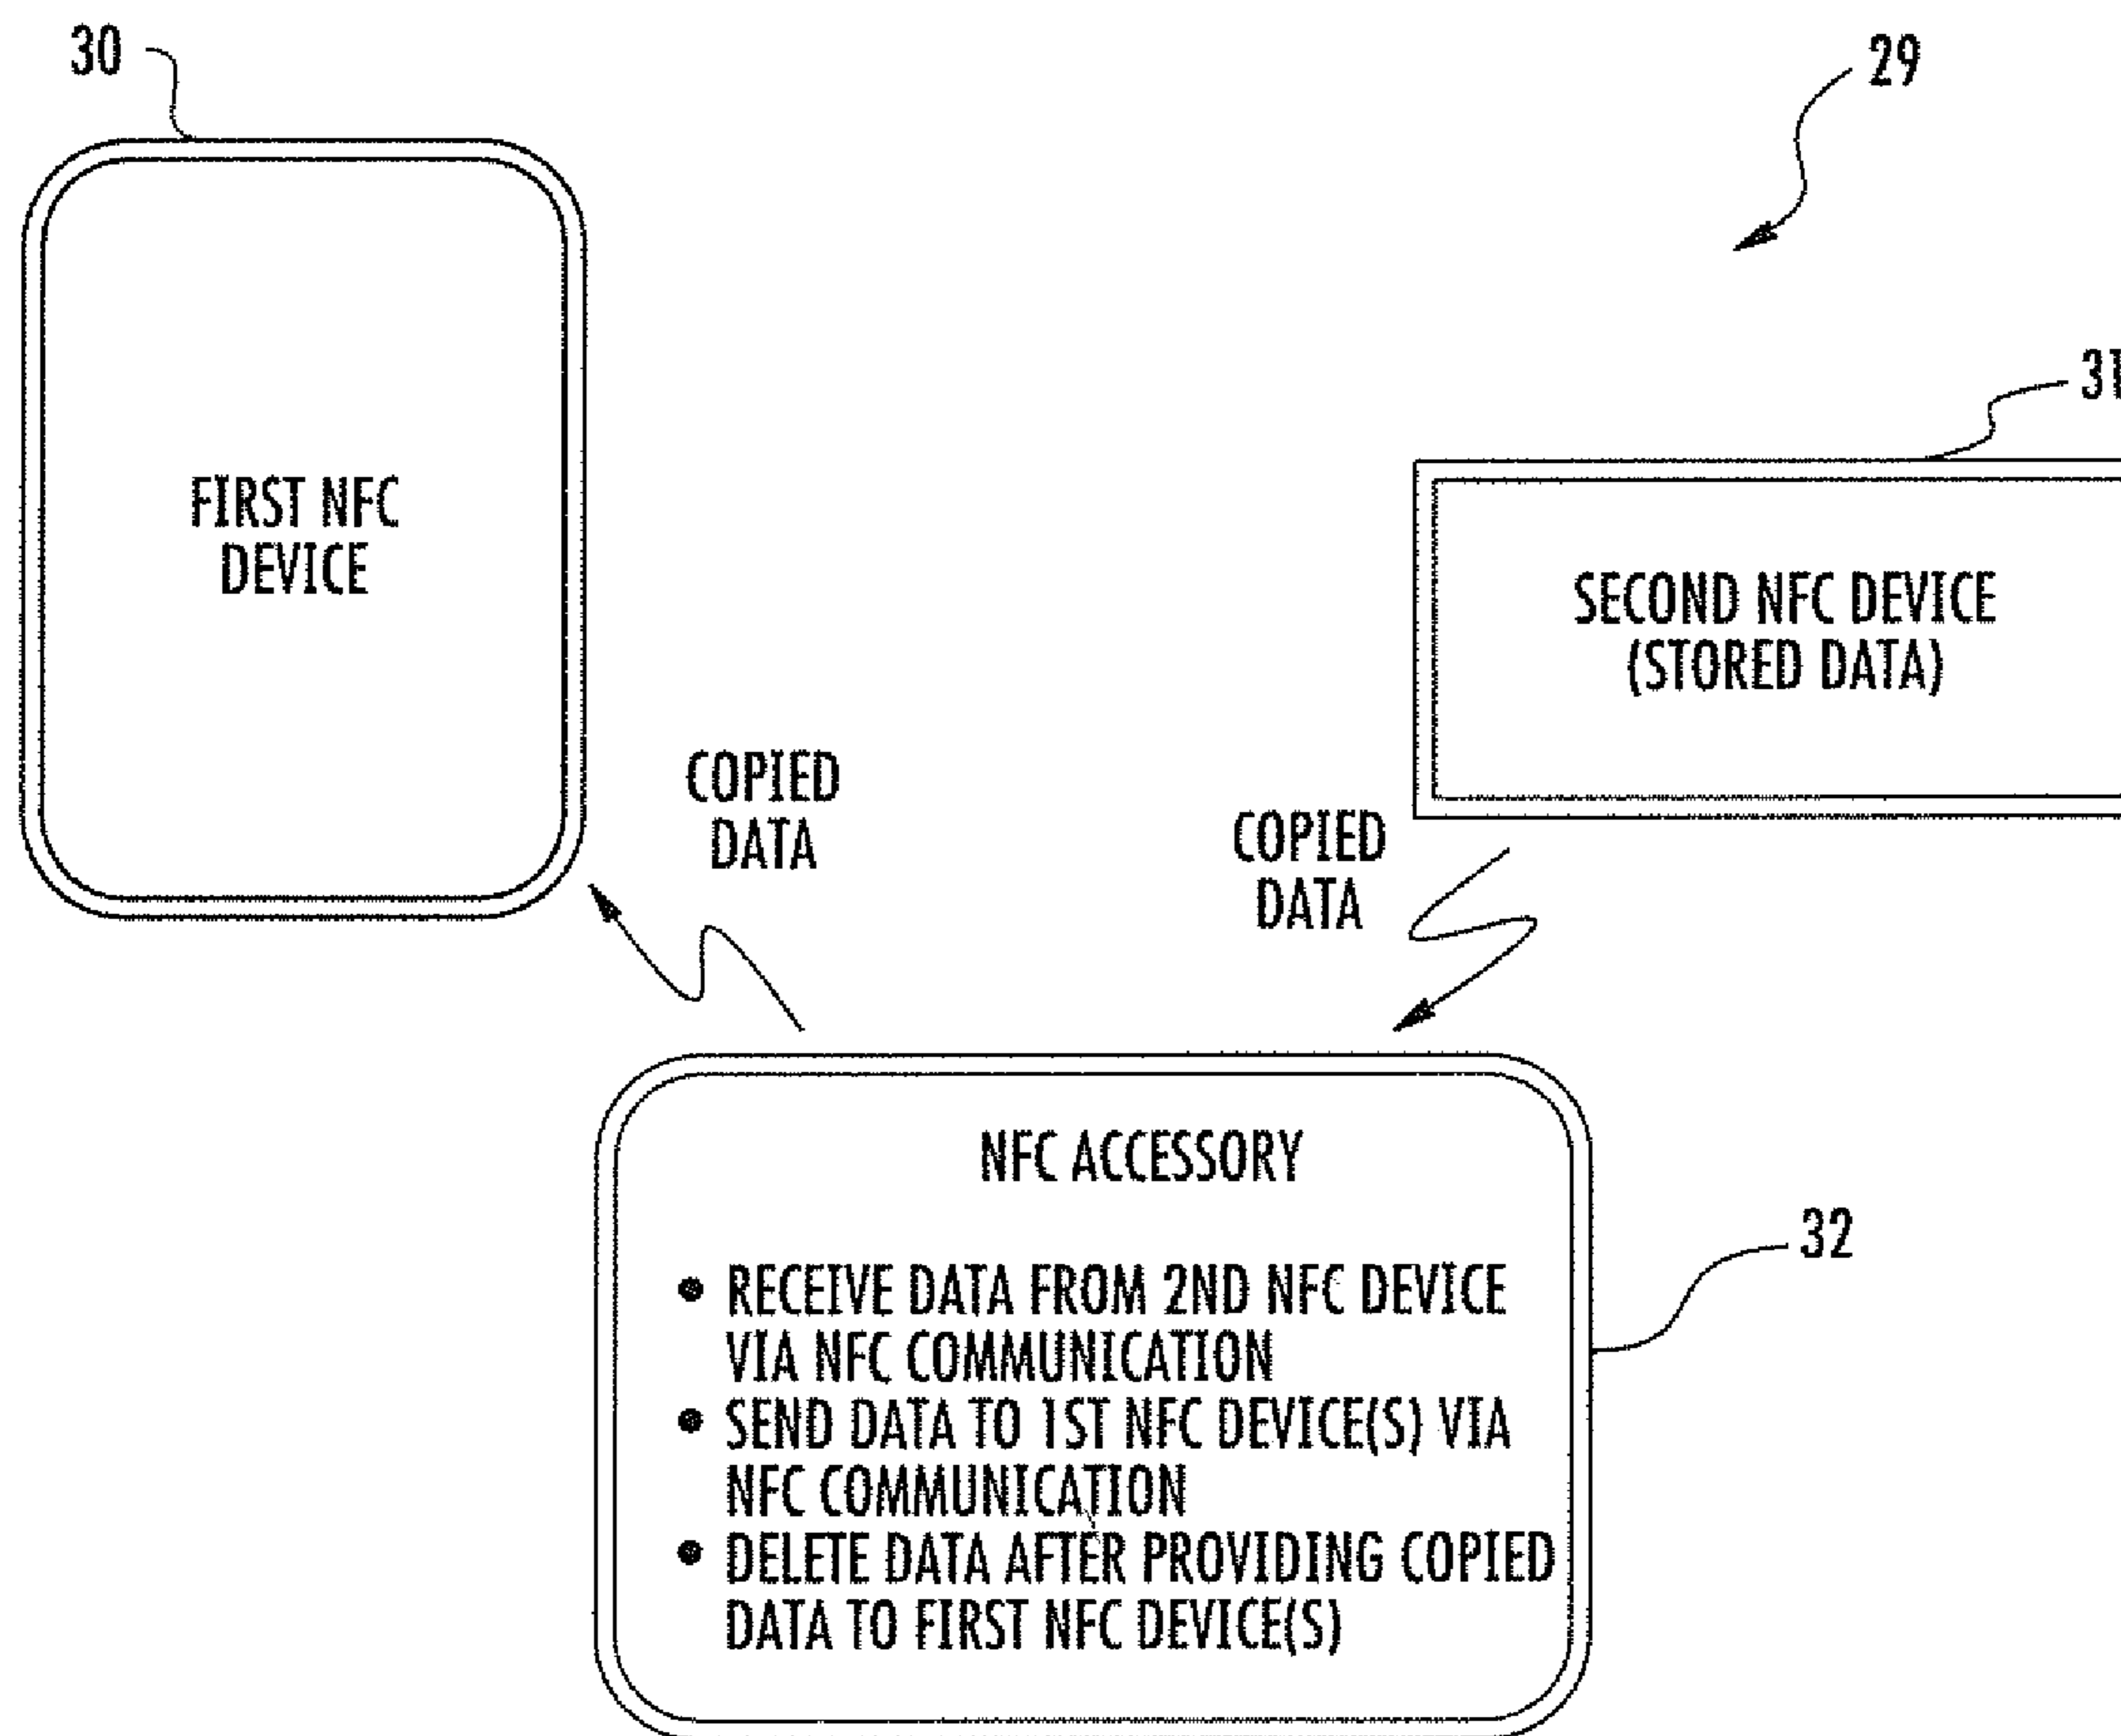 30
29
31
FIRST NFC
DEVICE
SECOND NFC DEVICE
(STORED DATA)
COPIED
DATA
COPIED
DATA
NFC ACCESSORY
32
• RECEIVE DATA FROM 2ND NFC DEVICE
VIA NFC COMMUNICATION
• SEND DATA TO 1ST NFC DEVICE(S) VIA
NFC COMMUNICATION
• DELETE DATA AFTER PROVIDING COPIED
DATA TO FIRST NFC DEVICE(S)